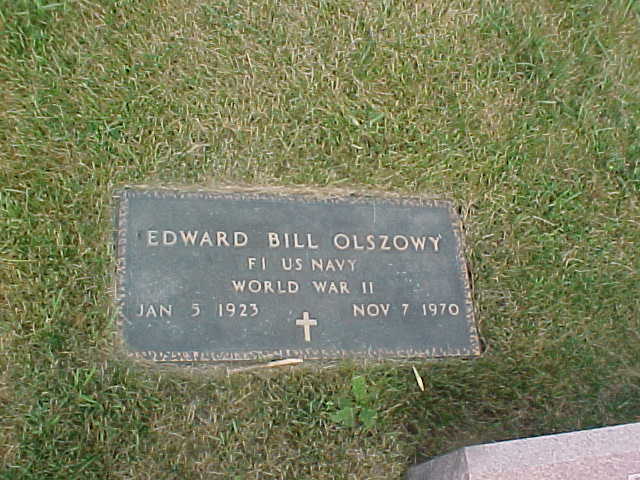 EDWARD BILL OLSZOWY
F1 US NAVY
WORLD WAR II
JAN 5 1923 NOV 7 1970